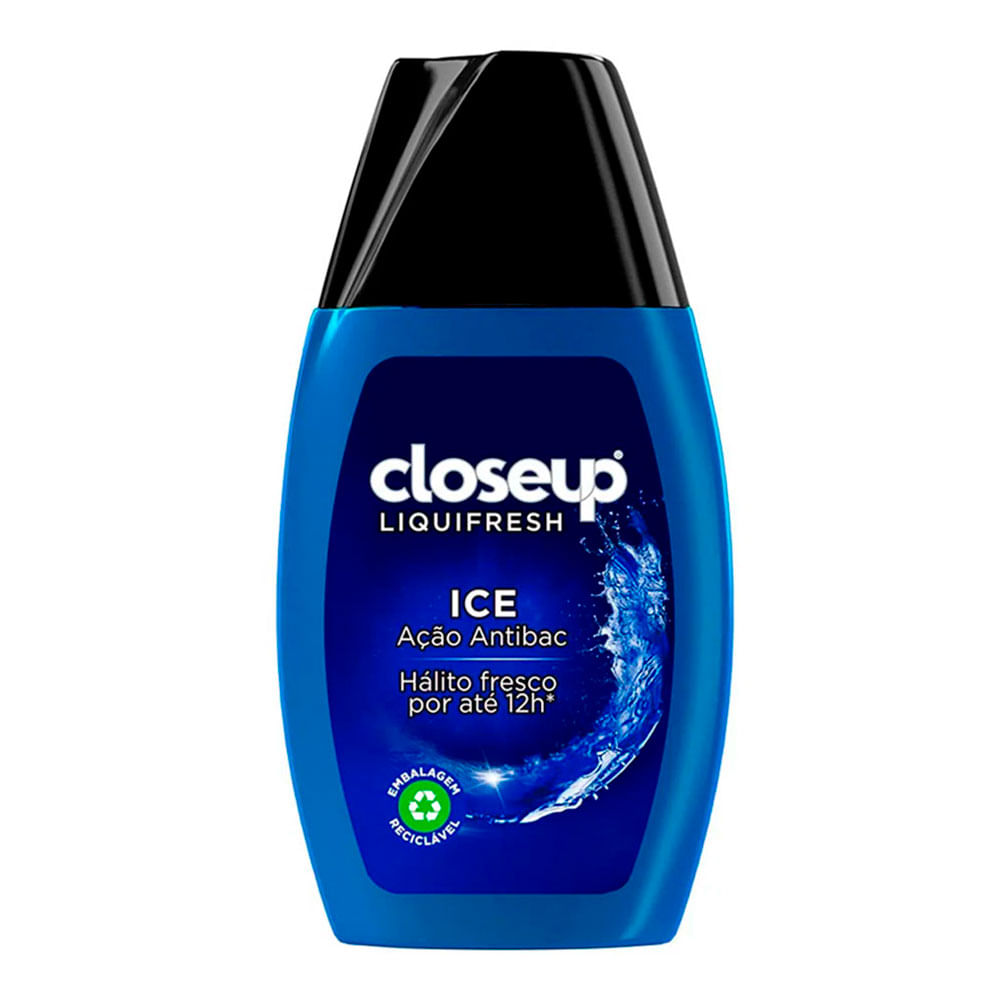 closeup®
LIQUIFRESH
ICE
Ação Antibac
Hálito fresco
por até 12h*
EMBALAGEM
RECICLÁVEL